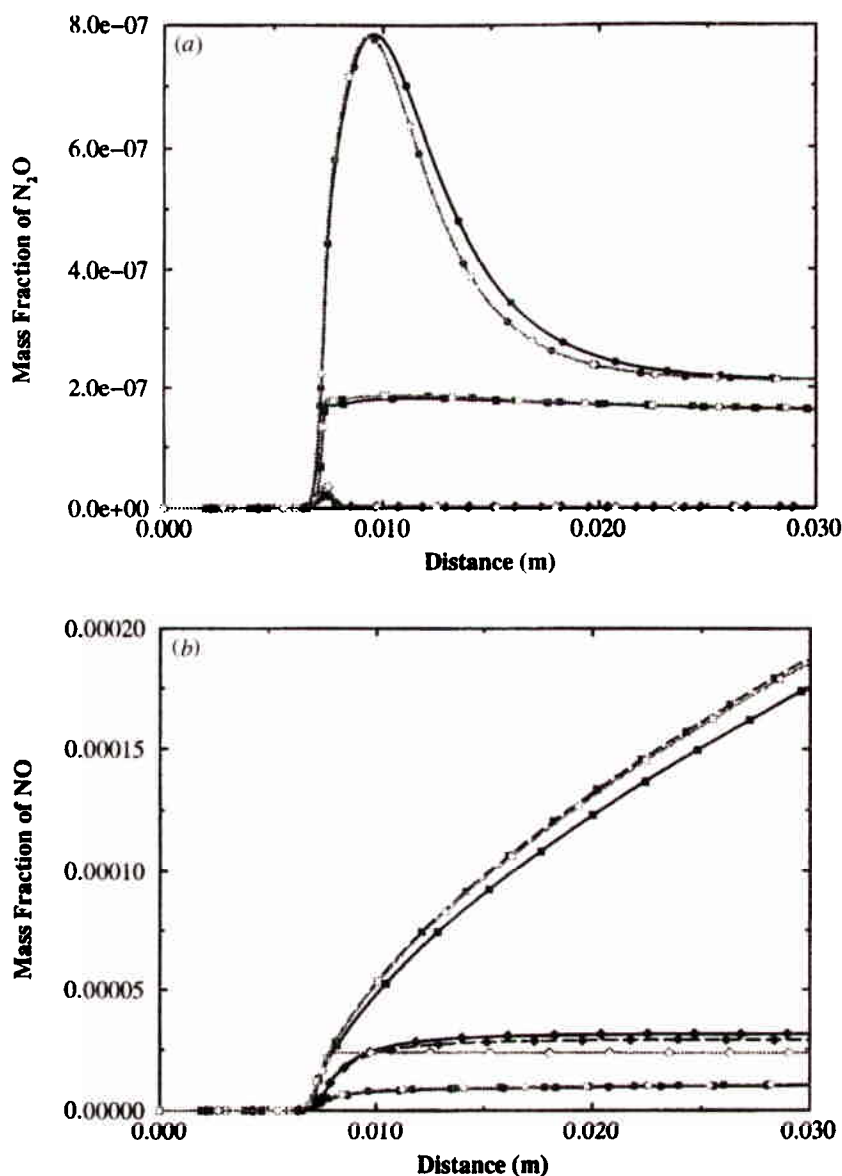 (a)
8.0e−07
6.0e−07
4.0e−07
2.0e−07
0.0e+00
Mass Fraction of N₂O
0.000
0.010
0.020
0.030
Distance (m)
(b)
0.00020
0.00015
0.00010
0.00005
0.00000
Mass Fraction of NO
0.000
0.010
0.020
0.030
Distance (m)